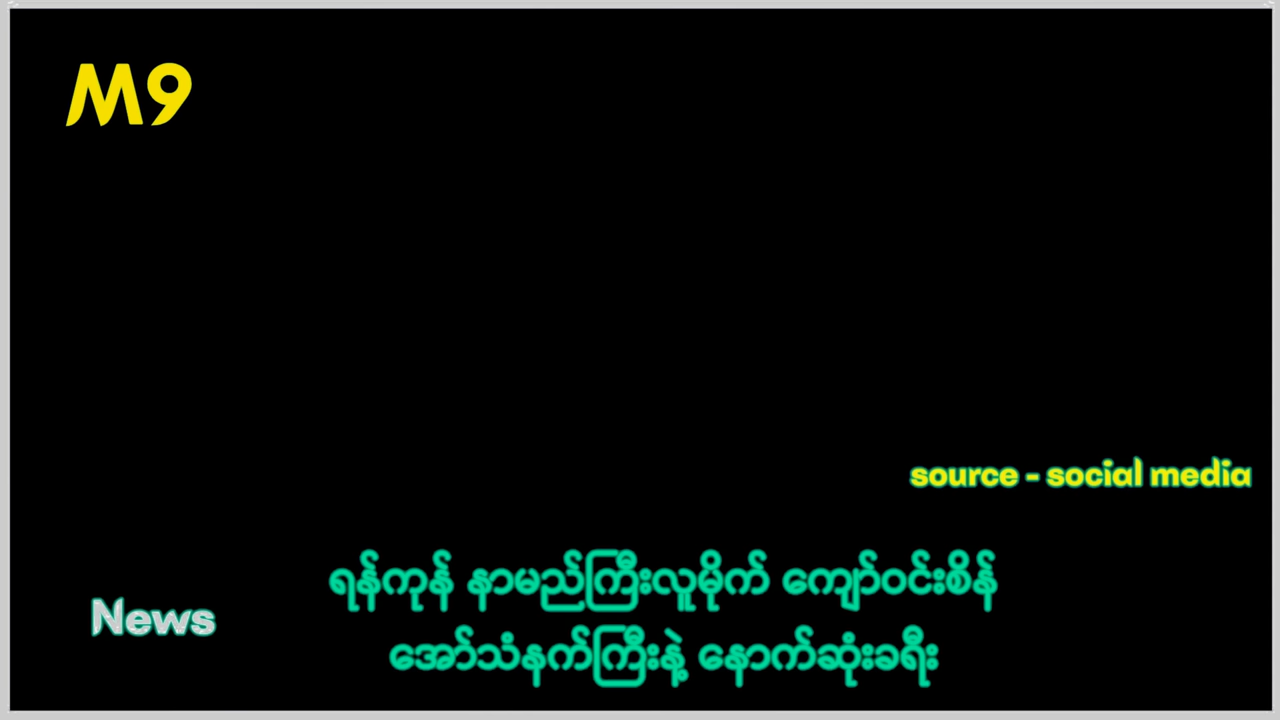 M9
source - social media
ရန်ကုန် နာမည်ကြီးလူမိုက် ကျော်ဝင်းစိန်
News
အော်သံနက်ကြီးနဲ့ နောက်ဆုံးခရီး